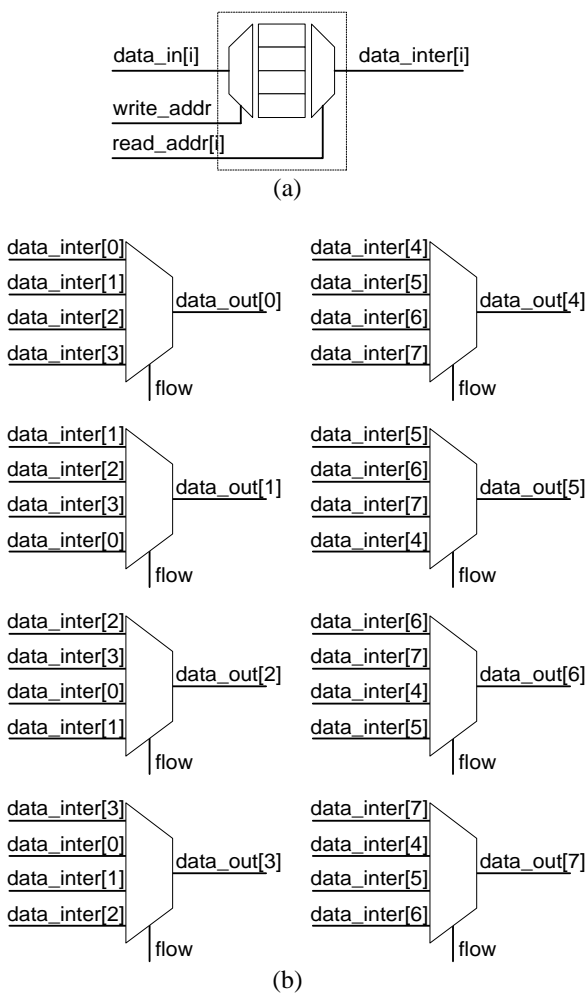 data_in[i]
data_inter[i]
write_addr
read_addr[i]
(a)
data_inter[0]
data_inter[1]
data_inter[2]
data_inter[3]
data_out[0]
flow
data_inter[4]
data_inter[5]
data_inter[6]
data_inter[7]
data_out[4]
flow
data_inter[1]
data_inter[2]
data_inter[3]
data_inter[0]
data_out[1]
flow
data_inter[5]
data_inter[6]
data_inter[7]
data_inter[4]
data_out[5]
flow
data_inter[2]
data_inter[3]
data_inter[0]
data_inter[1]
data_out[2]
flow
data_inter[6]
data_inter[7]
data_inter[4]
data_inter[5]
data_out[6]
flow
data_inter[3]
data_inter[0]
data_inter[1]
data_inter[2]
data_out[3]
flow
data_inter[7]
data_inter[4]
data_inter[5]
data_inter[6]
data_out[7]
flow
(b)